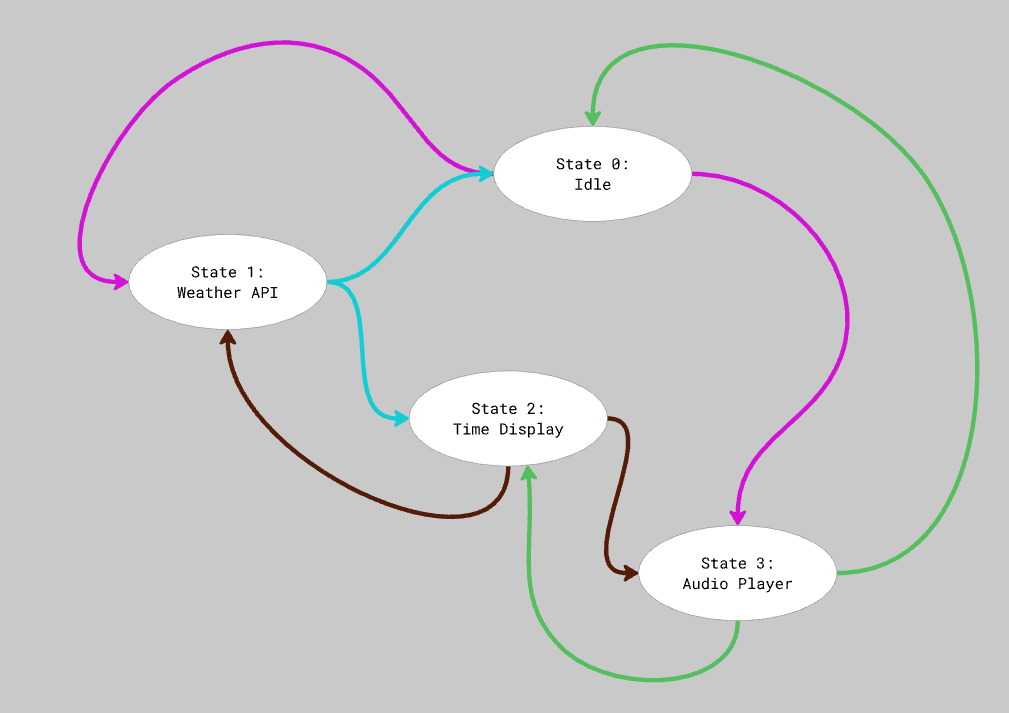 State 0:
Idle
State 1:
Weather API
State 2:
Time Display
State 3:
Audio Player